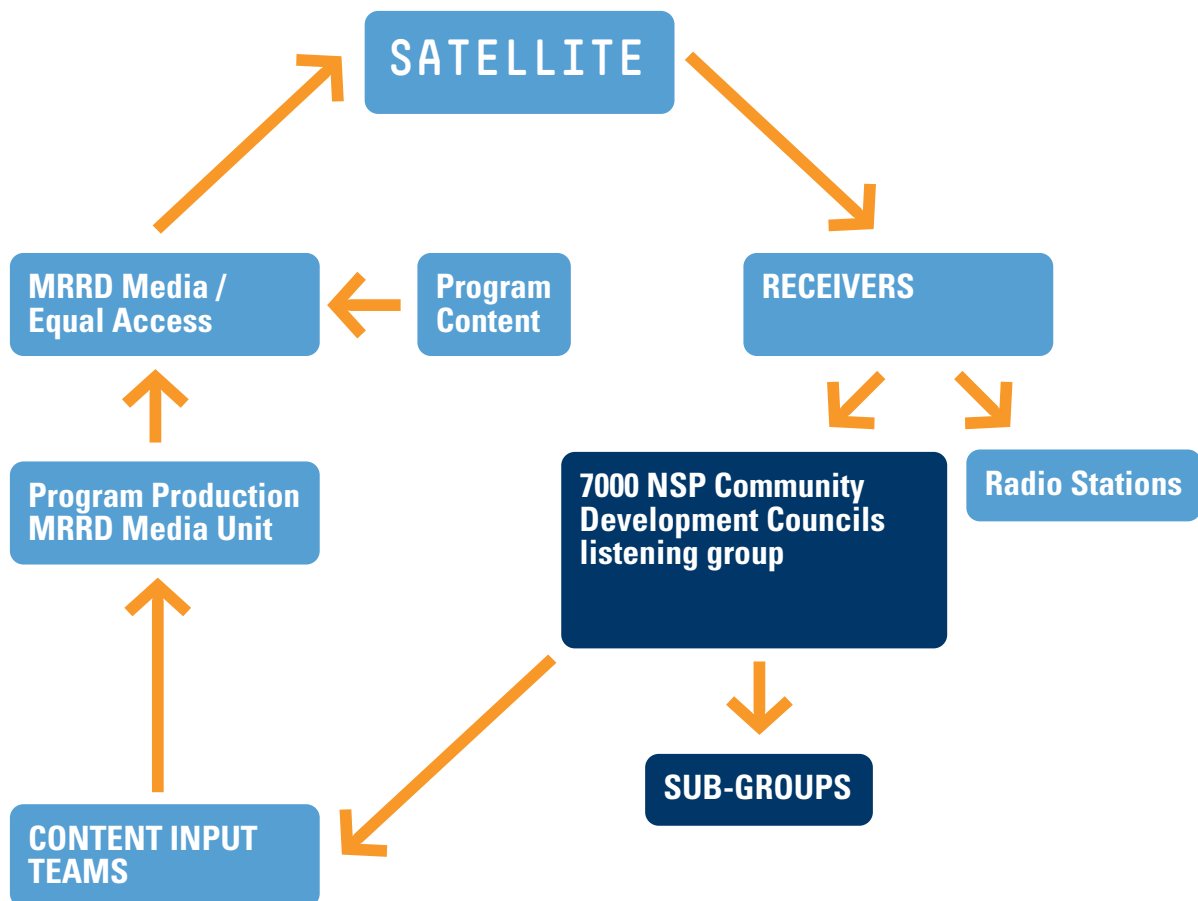 SATELLITE
MRRD Media /
Equal Access
Program
Content
RECEIVERS
Program Production
MRRD Media Unit
7000 NSP Community
Development Councils
listening group
Radio Stations
SUB-GROUPS
CONTENT INPUT
TEAMS